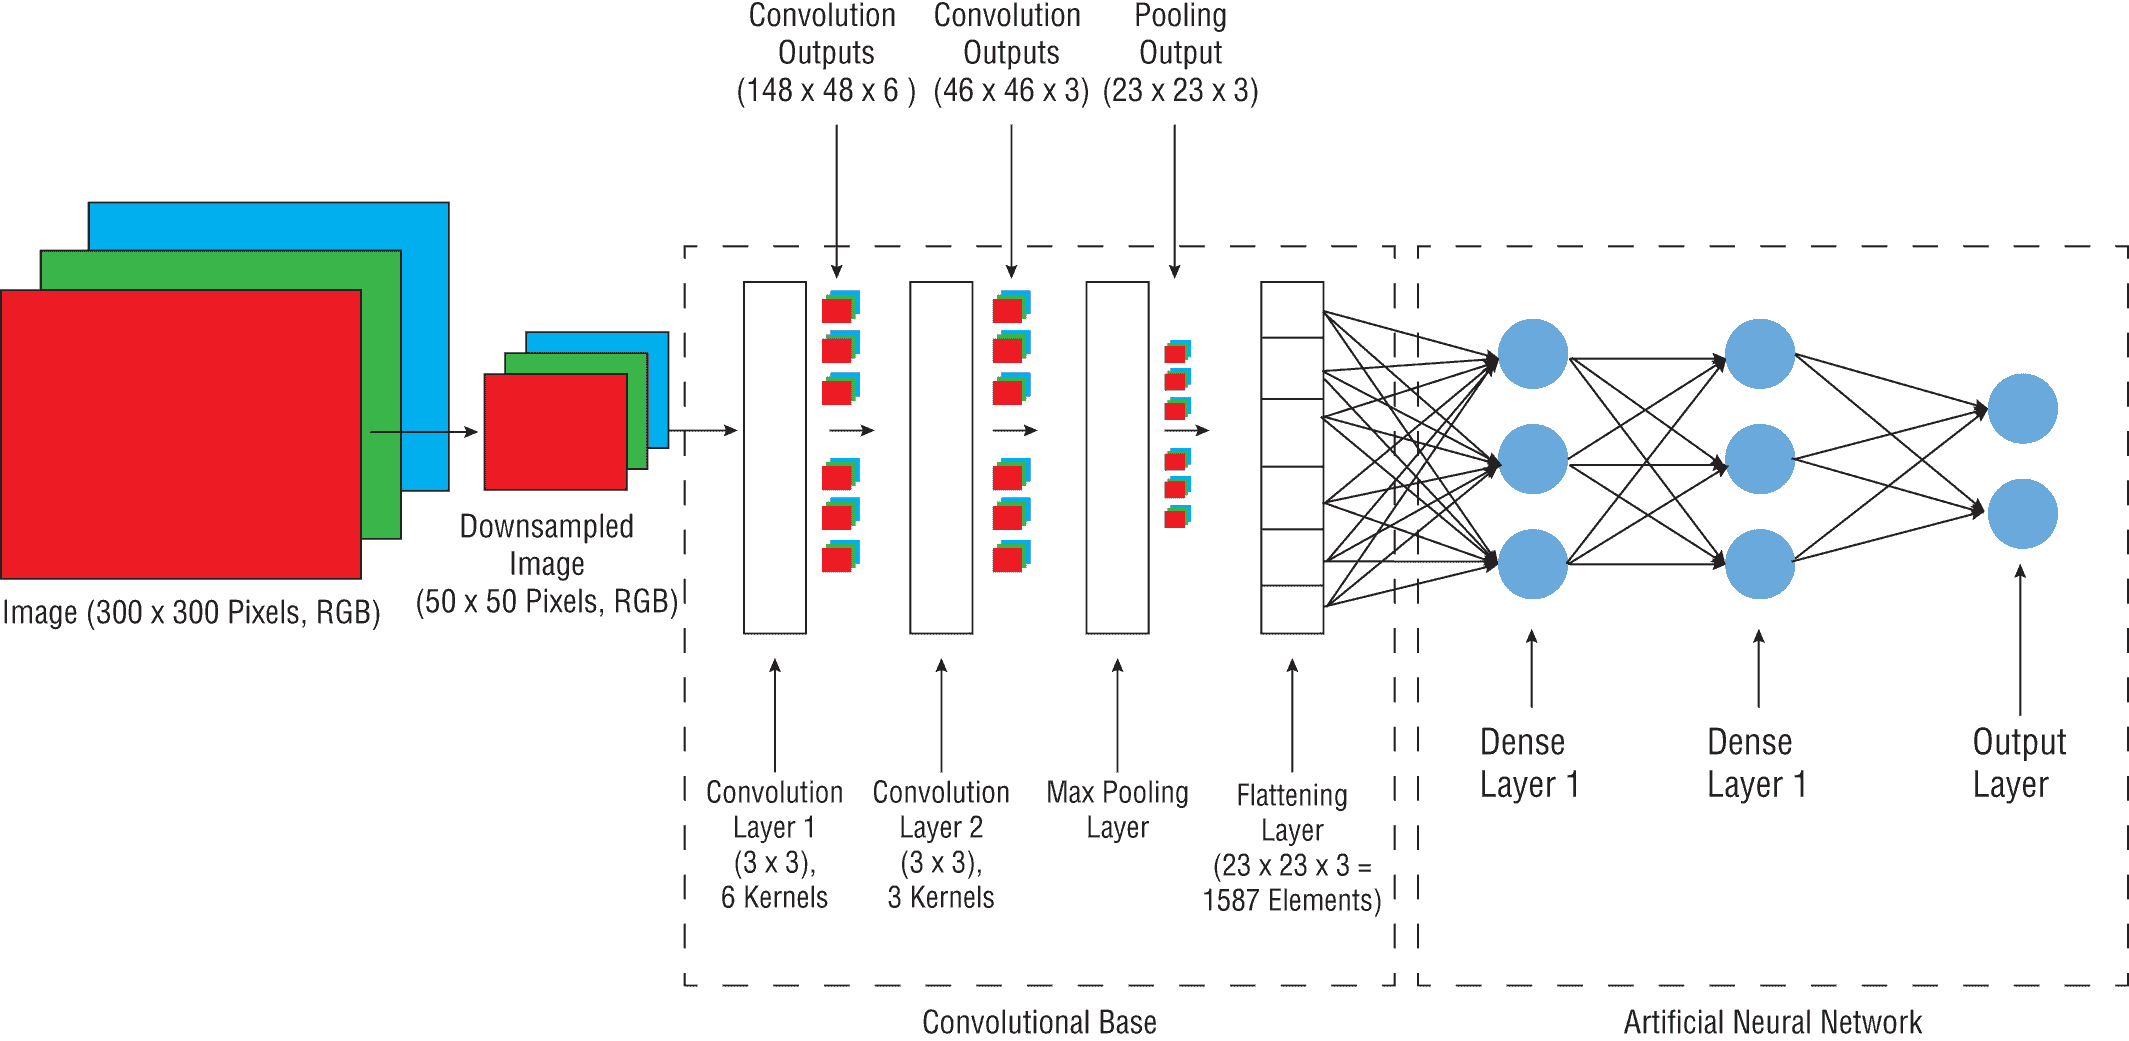 Convolution
Outputs
(148 x 48 x 6 )
Convolution
Outputs
(46 x 46 x 3)
Pooling
Output
(23 x 23 x 3)
Image (300 x 300 Pixels, RGB)
Downsampled
Image
(50 x 50 Pixels, RGB)
Convolution
Layer 1
(3 x 3),
6 Kernels
Convolution
Layer 2
(3 x 3),
3 Kernels
Max Pooling
Layer
Flattening
Layer
(23 x 23 x 3 =
1587 Elements)
Dense
Layer 1
Dense
Layer 1
Output
Layer
Convolutional Base
Artificial Neural Network